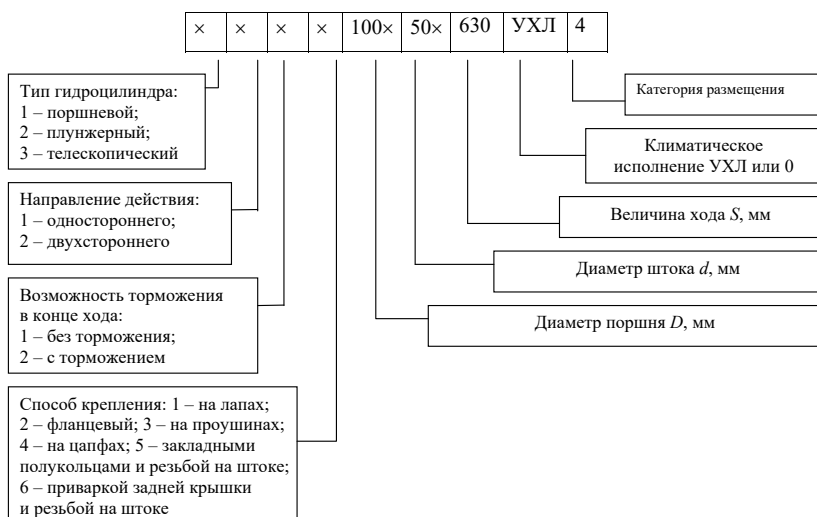 × × × × 100× 50× 630 УХЛ 4
Тип гидроцилиндра:
1 – поршневой;
2 – плунжерный;
3 – телескопический
Направление действия:
1 – одностороннего;
2 – двухстороннего
Возможность торможения
в конце хода:
1 – без торможения;
2 – с торможением
Способ крепления: 1 – на лапах;
2 – фланцевый; 3 – на проушинах;
4 – на цапфах; 5 – закладными
полукольцами и резьбой на штоке;
6 – приваркой задней крышки
и резьбой на штоке
Категория размещения
Климатическое
исполнение УХЛ или 0
Величина хода S, мм
Диаметр штока d, мм
Диаметр поршня D, мм